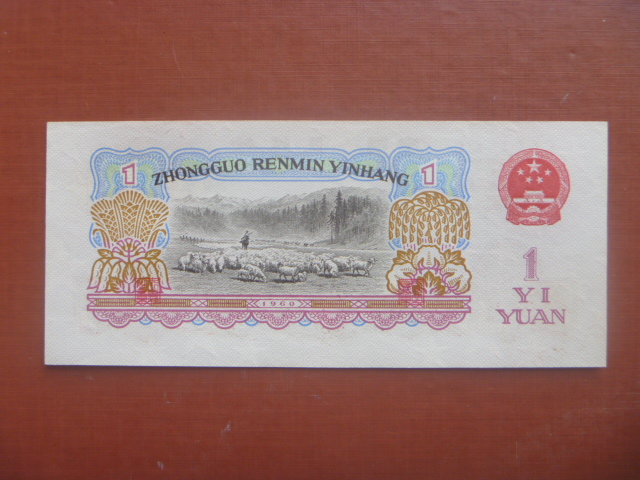 1
ZHONGGUO RENMIN YINHANG
1
1960
1
YI
YUAN